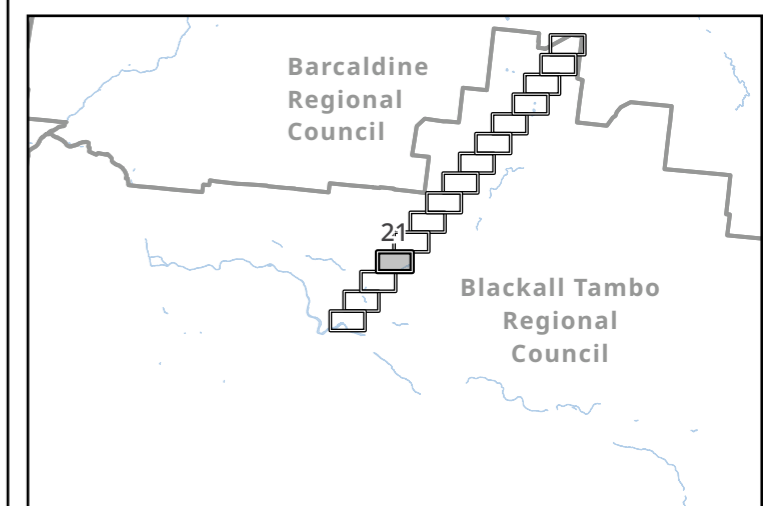 Barcaldine
Regional
Council
21
Blackall Tambo
Regional
Council